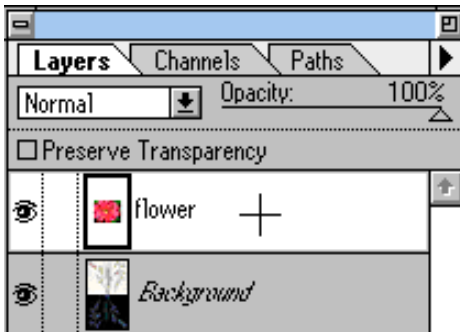 Layers Channels Paths
Normal Opacity: 100%
Preserve Transparency
flower
Background